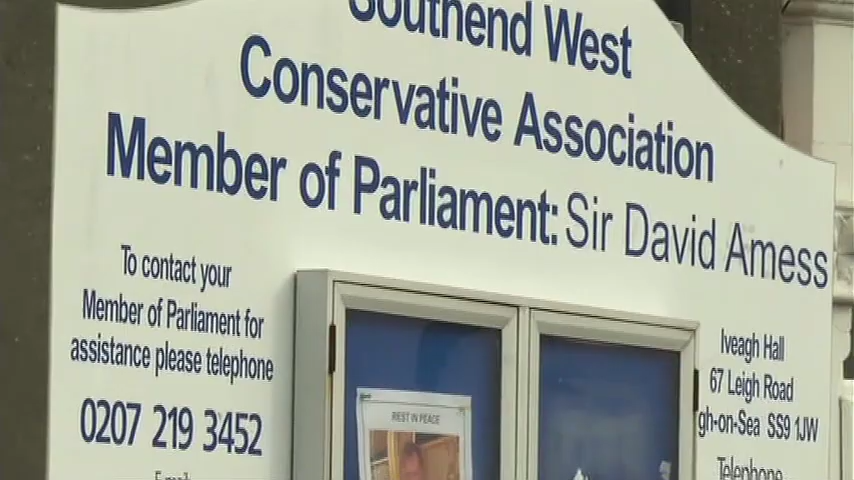 Southend West
Conservative Association
Member of Parliament: Sir David Amess
To contact your
Member of Parliament for
assistance please telephone
0207 219 3452
REST IN PEACE
Iveagh Hall
67 Leigh Road
gh-on-Sea SS9 1JW
Telephone